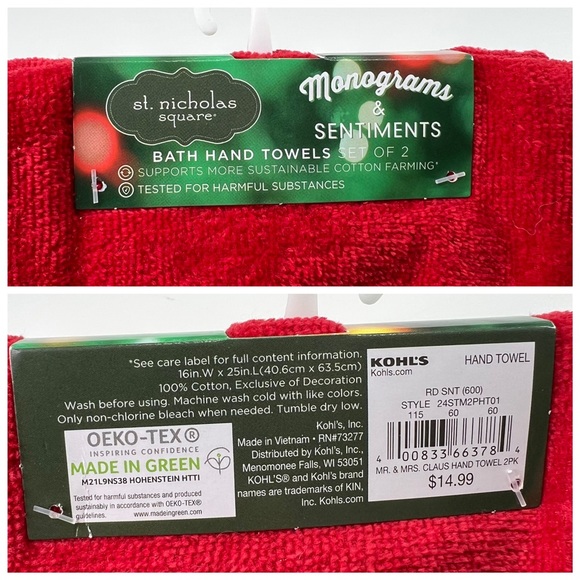 st. nicholas
square®
Monograms
&
SENTIMENTS
BATH HAND TOWELS SET OF 2
SUPPORTS MORE SUSTAINABLE COTTON FARMING*
TESTED FOR HARMFUL SUBSTANCES
*See care label for full content information.
16in.W x 25in.L(40.6cm x 63.5cm)
100% Cotton, Exclusive of Decoration
Wash before using. Machine wash cold with like colors.
Only non-chlorine bleach when needed. Tumble dry low.
OEKO-TEX®
INSPIRING CONFIDENCE
MADE IN GREEN
M21L9NS38 HOHENSTEIN HTTI
Tested for harmful substances and produced
sustainably in accordance with OEKO-TEX®
guidelines. www.madeingreen.com
Kohl's, Inc.
Made in Vietnam • RN#73277
Distributed by Kohl's, Inc.,
Menomonee Falls, WI 53051
KOHL'S® and Kohl's brand
names are trademarks of KIN,
Inc. Kohls.com
KOHL'S HAND TOWEL
Kohls.com
RD SNT (600)
STYLE 24STM2PHT01
115 60 60
4 00833 66378 4
MR. & MRS. CLAUS HAND TOWEL 2PK
$14.99